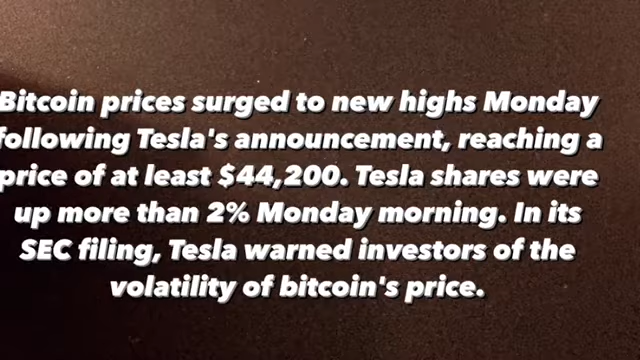 Bitcoin prices surged to new highs Monday
following Tesla's announcement, reaching a
price of at least $44,200. Tesla shares were
up more than 2% Monday morning. In its
SEC filing, Tesla warned investors of the
volatility of bitcoin's price.